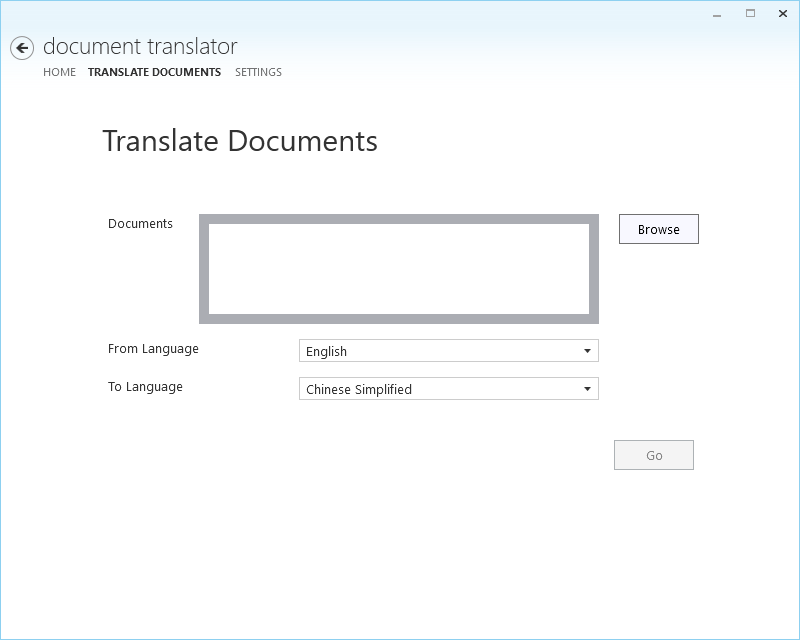 document translator
HOME TRANSLATE DOCUMENTS SETTINGS
Translate Documents
Documents
Browse
From Language
English
To Language
Chinese Simplified
Go